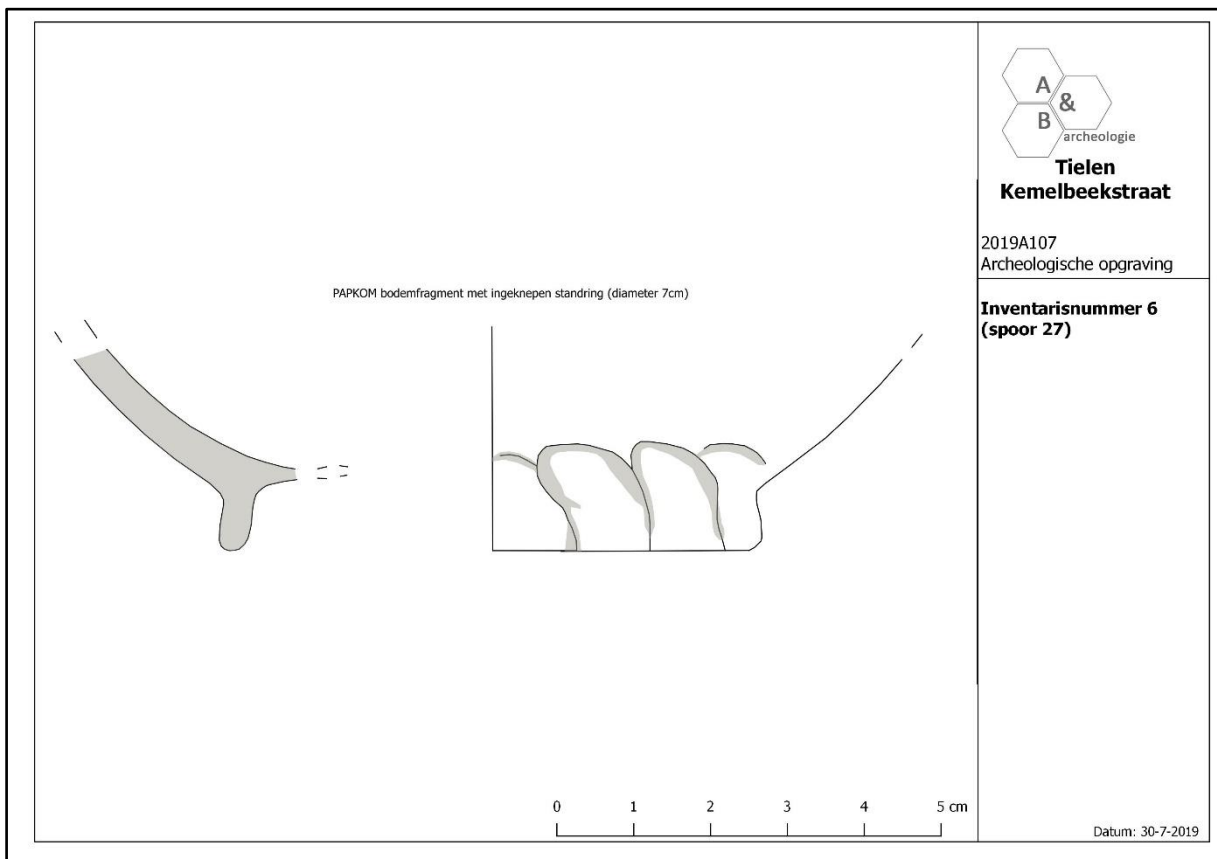 PAPKOM bodemfragment met ingeknepen standring (diameter 7cm)
0 1 2 3 4 5 cm
A
&
B
archeologie
Tielen
Kemelbeekstraat
2019A107
Archeologische opgraving
Inventarisnummer 6
(spoor 27)
Datum: 30-7-2019